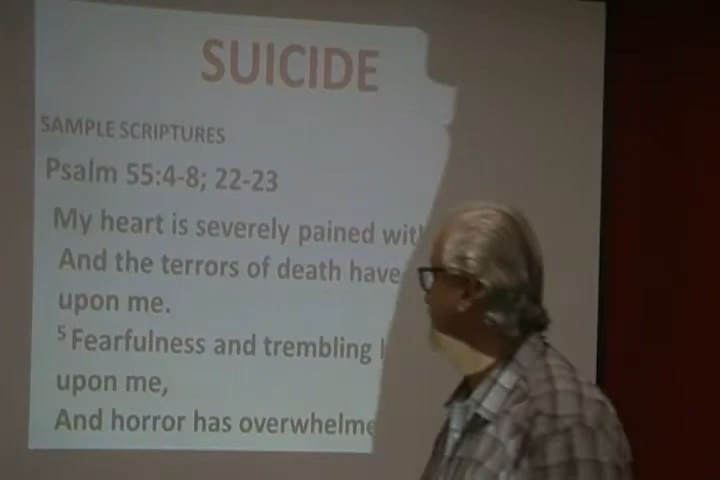 SUICIDE
SAMPLE SCRIPTURES
Psalm 55:4-8; 22-23
My heart is severely pained wit
And the terrors of death have
upon me.
5 Fearfulness and trembling
upon me,
And horror has overwhelme